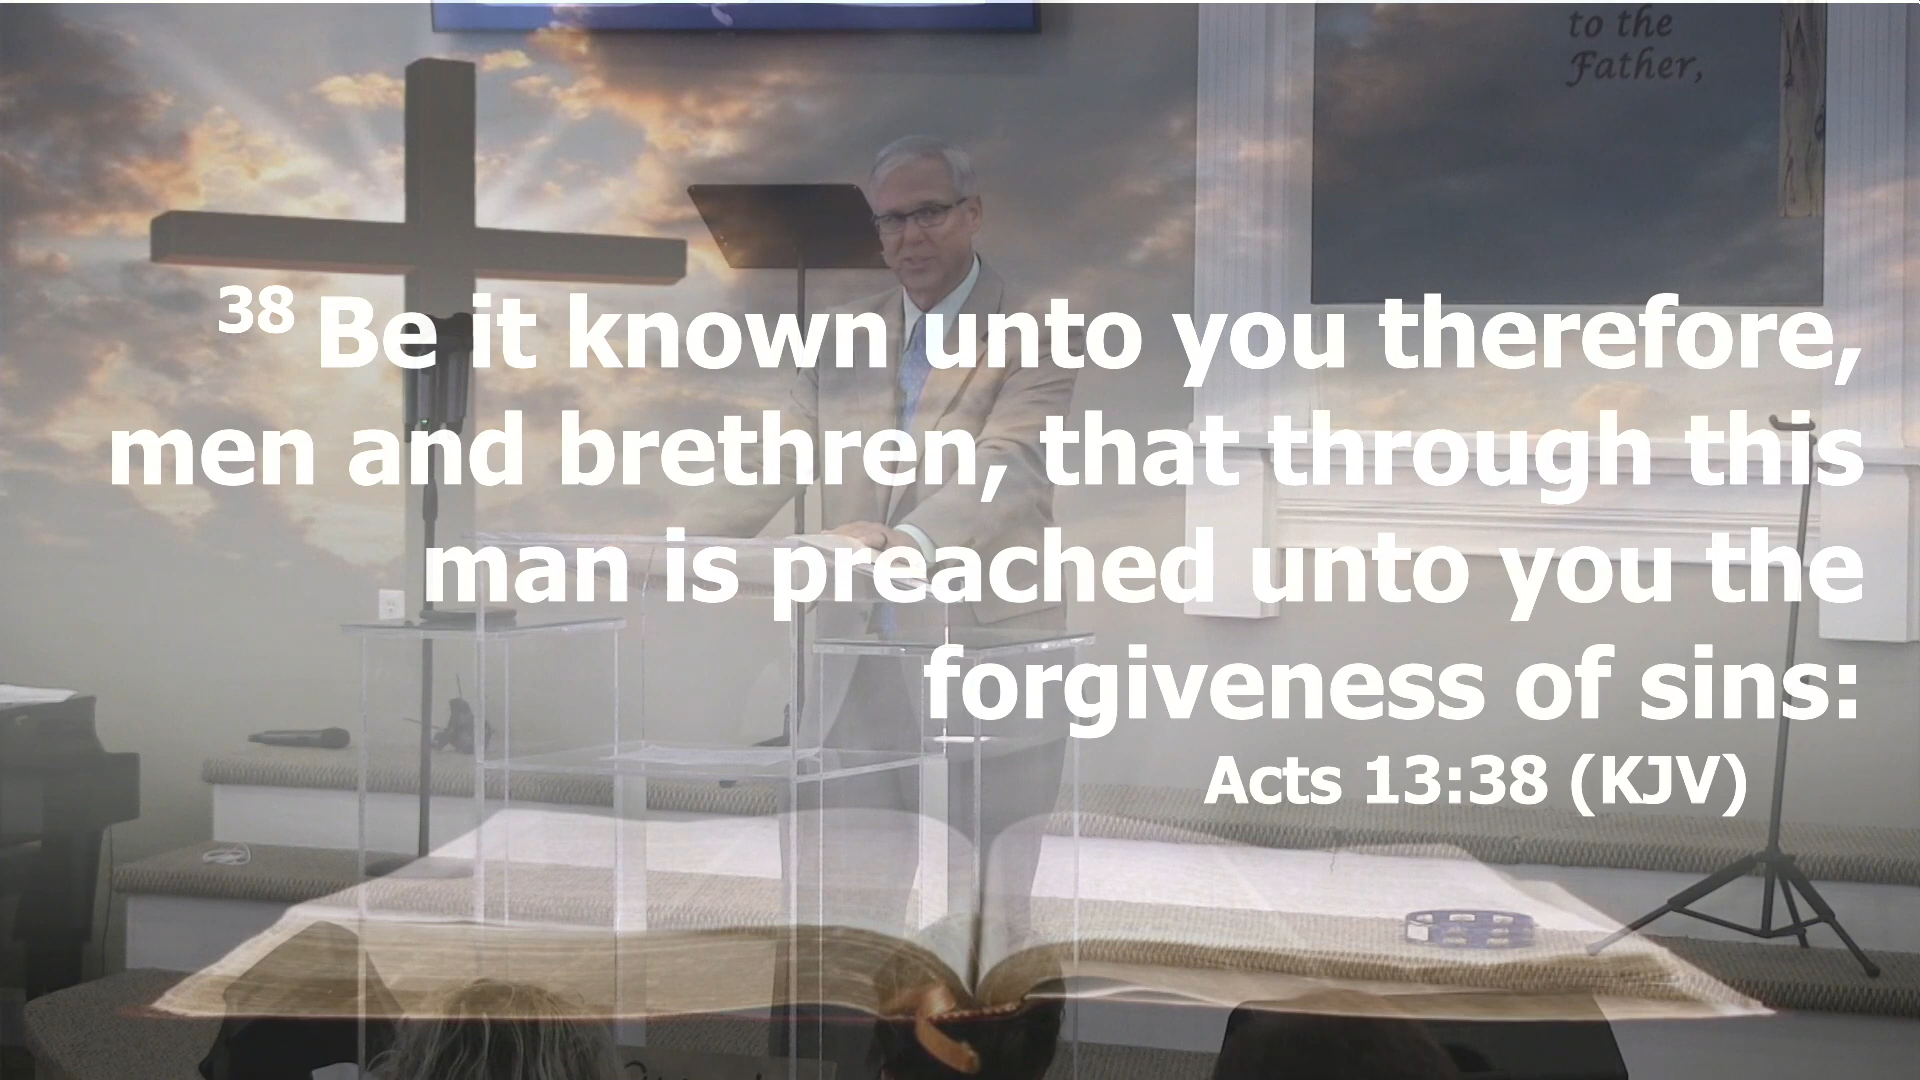 to the
Father,
38 Be it known unto you therefore,
men and brethren, that through this
man is preached unto you the
forgiveness of sins:
Acts 13:38 (KJV)